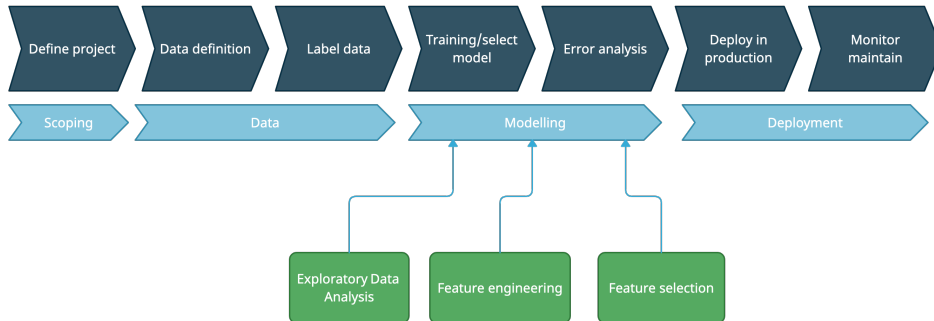 Define project
Data definition
Label data
Training/select
model
Error analysis
Deploy in
production
Monitor
maintain
Scoping
Data
Modelling
Deployment
Exploratory Data
Analysis
Feature engineering
Feature selection